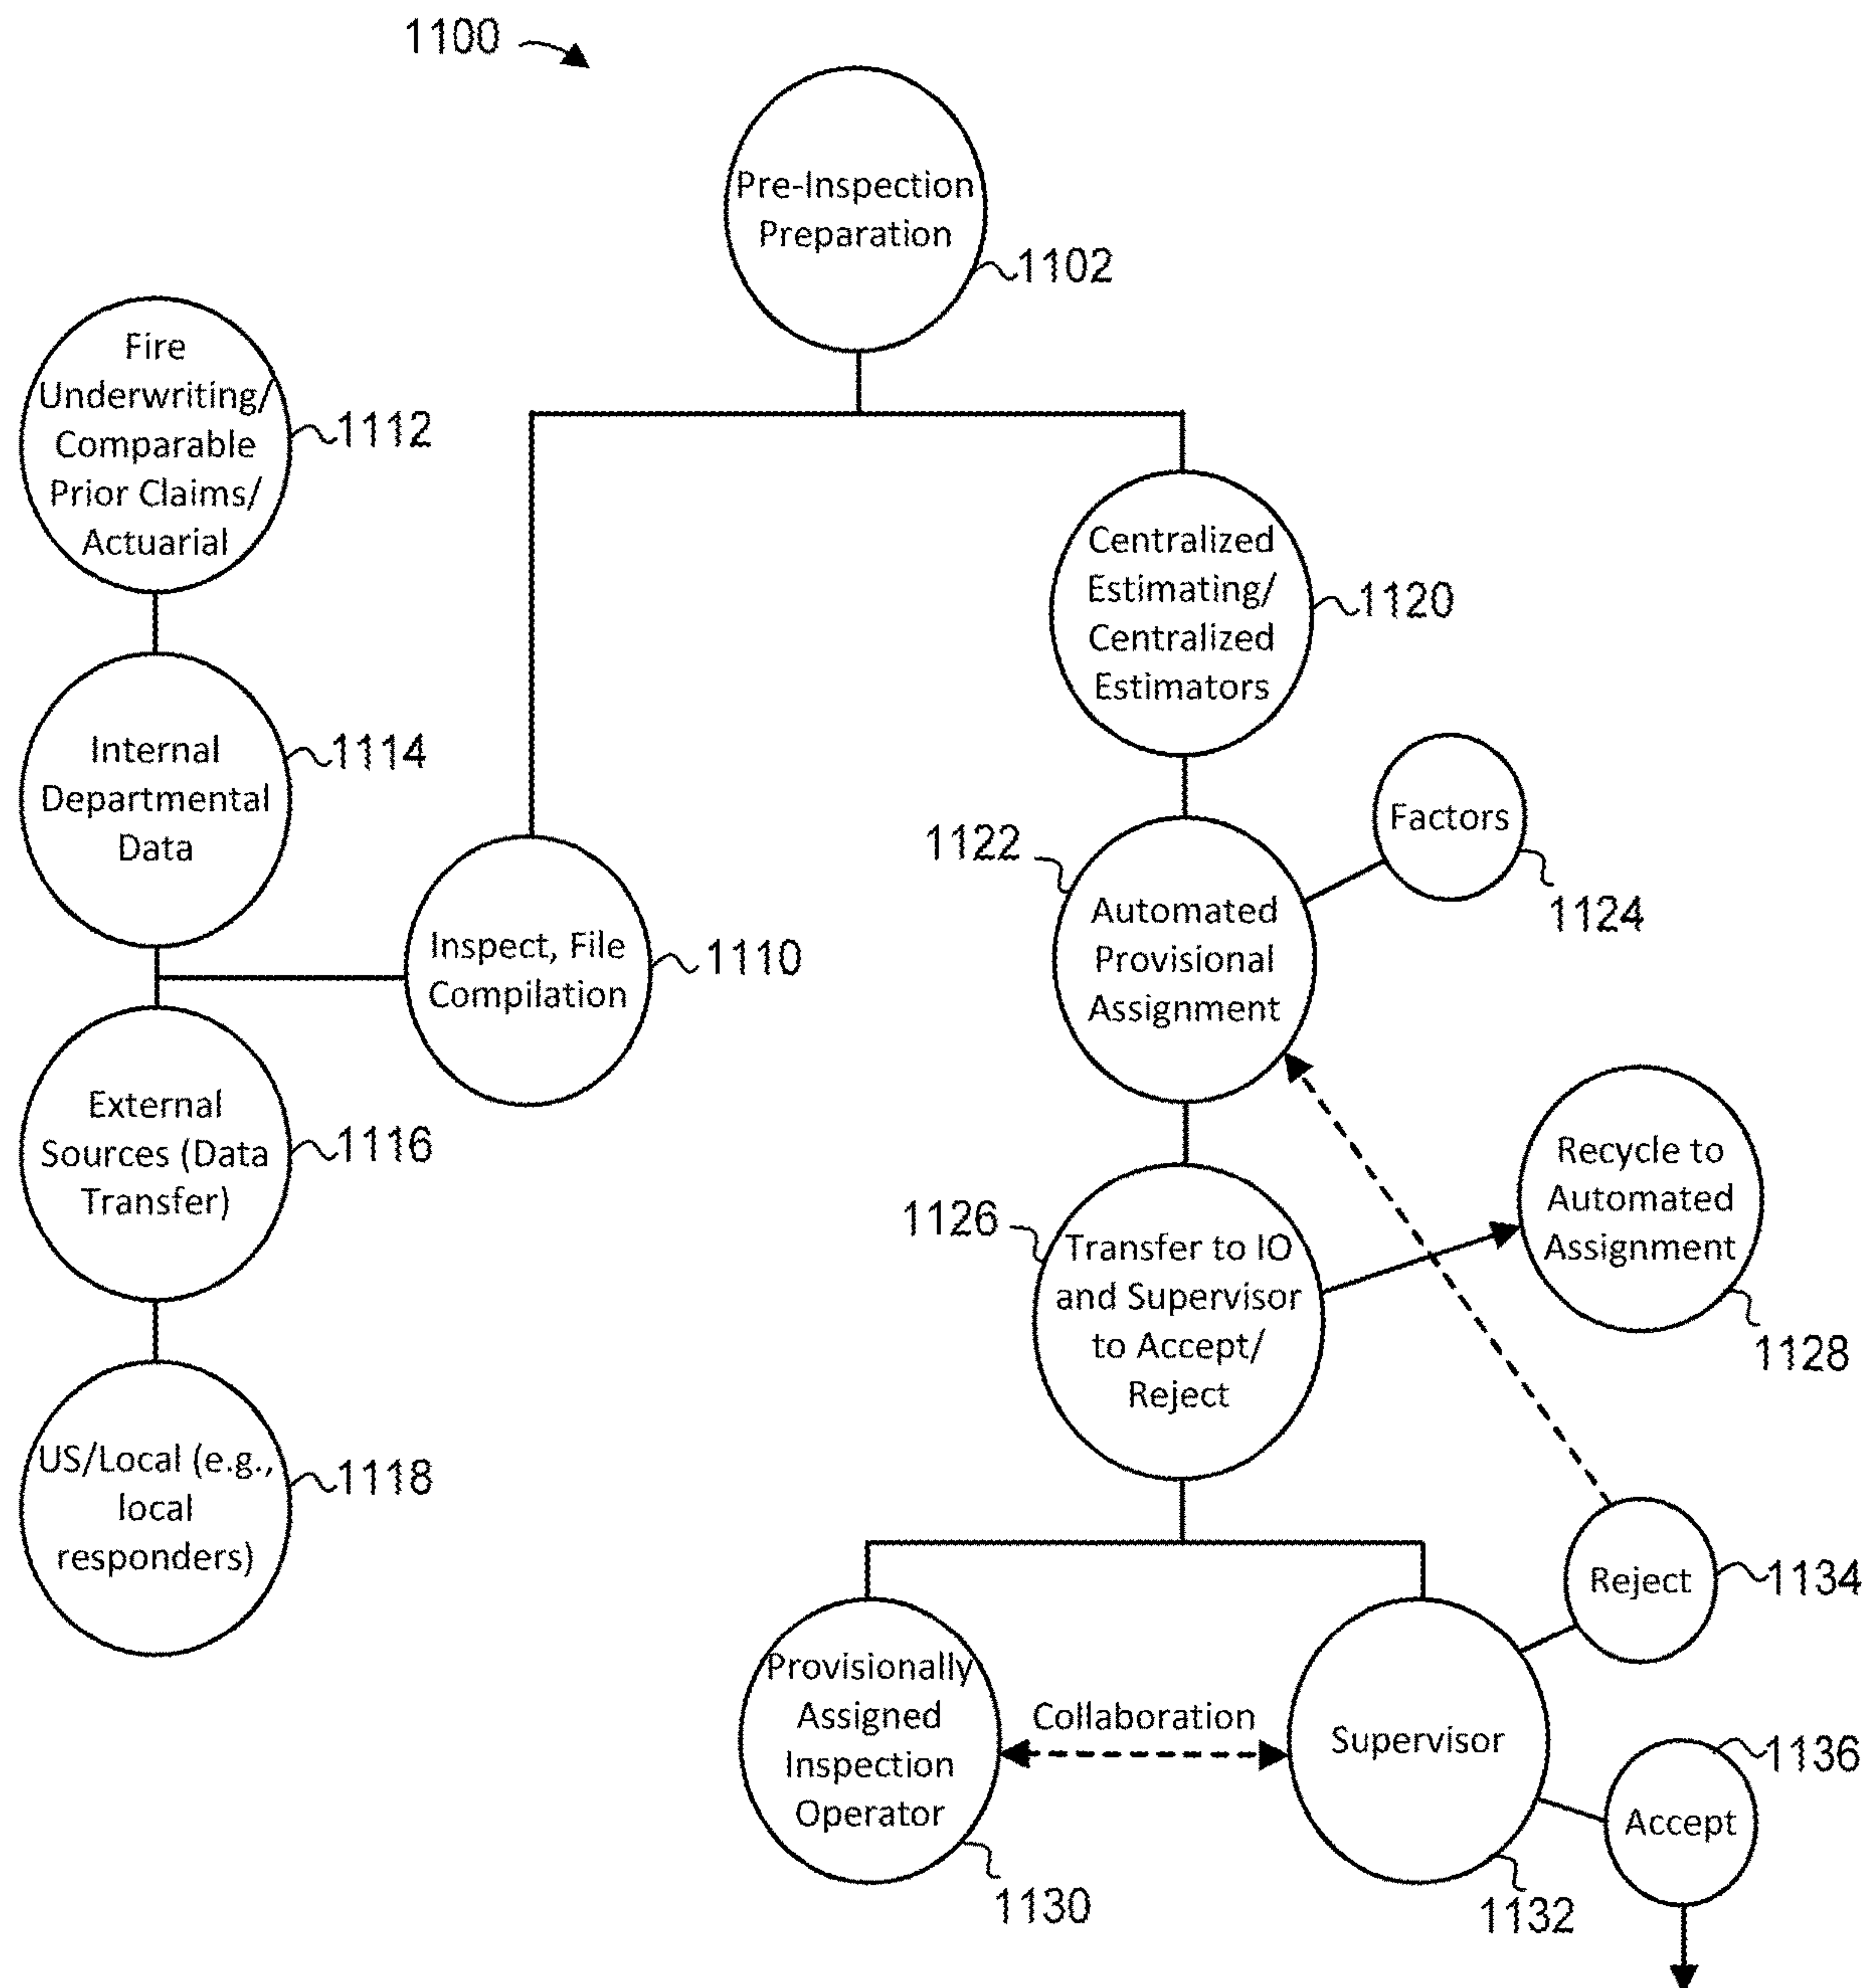 1100
Pre-Inspection
Preparation
1102
Fire
Underwriting/
Comparable
Prior Claims/
Actuarial
1112
Internal
Departmental
Data
1114
Inspect, File
Compilation
1110
External
Sources (Data
Transfer)
1116
US/Local (e.g.,
local
responders)
1118
Centralized
Estimating/
Centralized
Estimators
1120
1122
Automated
Provisional
Assignment
Factors
1124
1126
Transfer to IO
and Supervisor
to Accept/
Reject
Recycle to
Automated
Assignment
1128
Provisionally
Assigned
Inspection
Operator
1130
Collaboration
Supervisor
1132
Reject
1134
Accept
1136